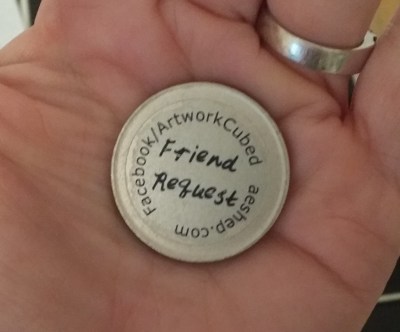 Facebook/ArtworkCubed
aeshep.com
Friend
Request